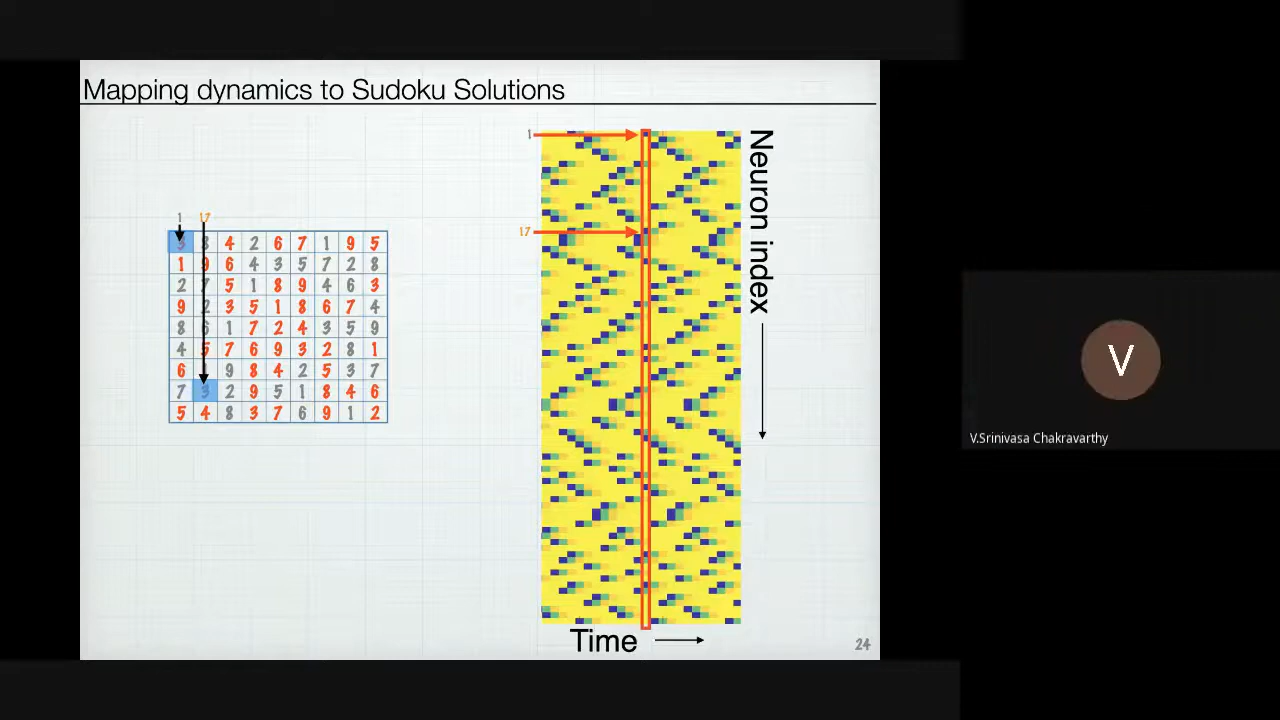 Mapping dynamics to Sudoku Solutions
1 17
3 8 4 2 6 7 1 9 5
1 9 6 4 3 5 7 2 8
2 7 5 1 8 9 4 6 3
9 2 3 5 1 8 6 7 4
8 6 1 7 2 4 3 5 9
4 5 7 6 9 3 2 8 1
6 9 8 4 2 5 3 7
7 3 2 9 5 1 8 4 6
5 4 8 3 7 6 9 1 2
1
17
Neuron index
Time
24
V
V.Srinivasa Chakravarthy